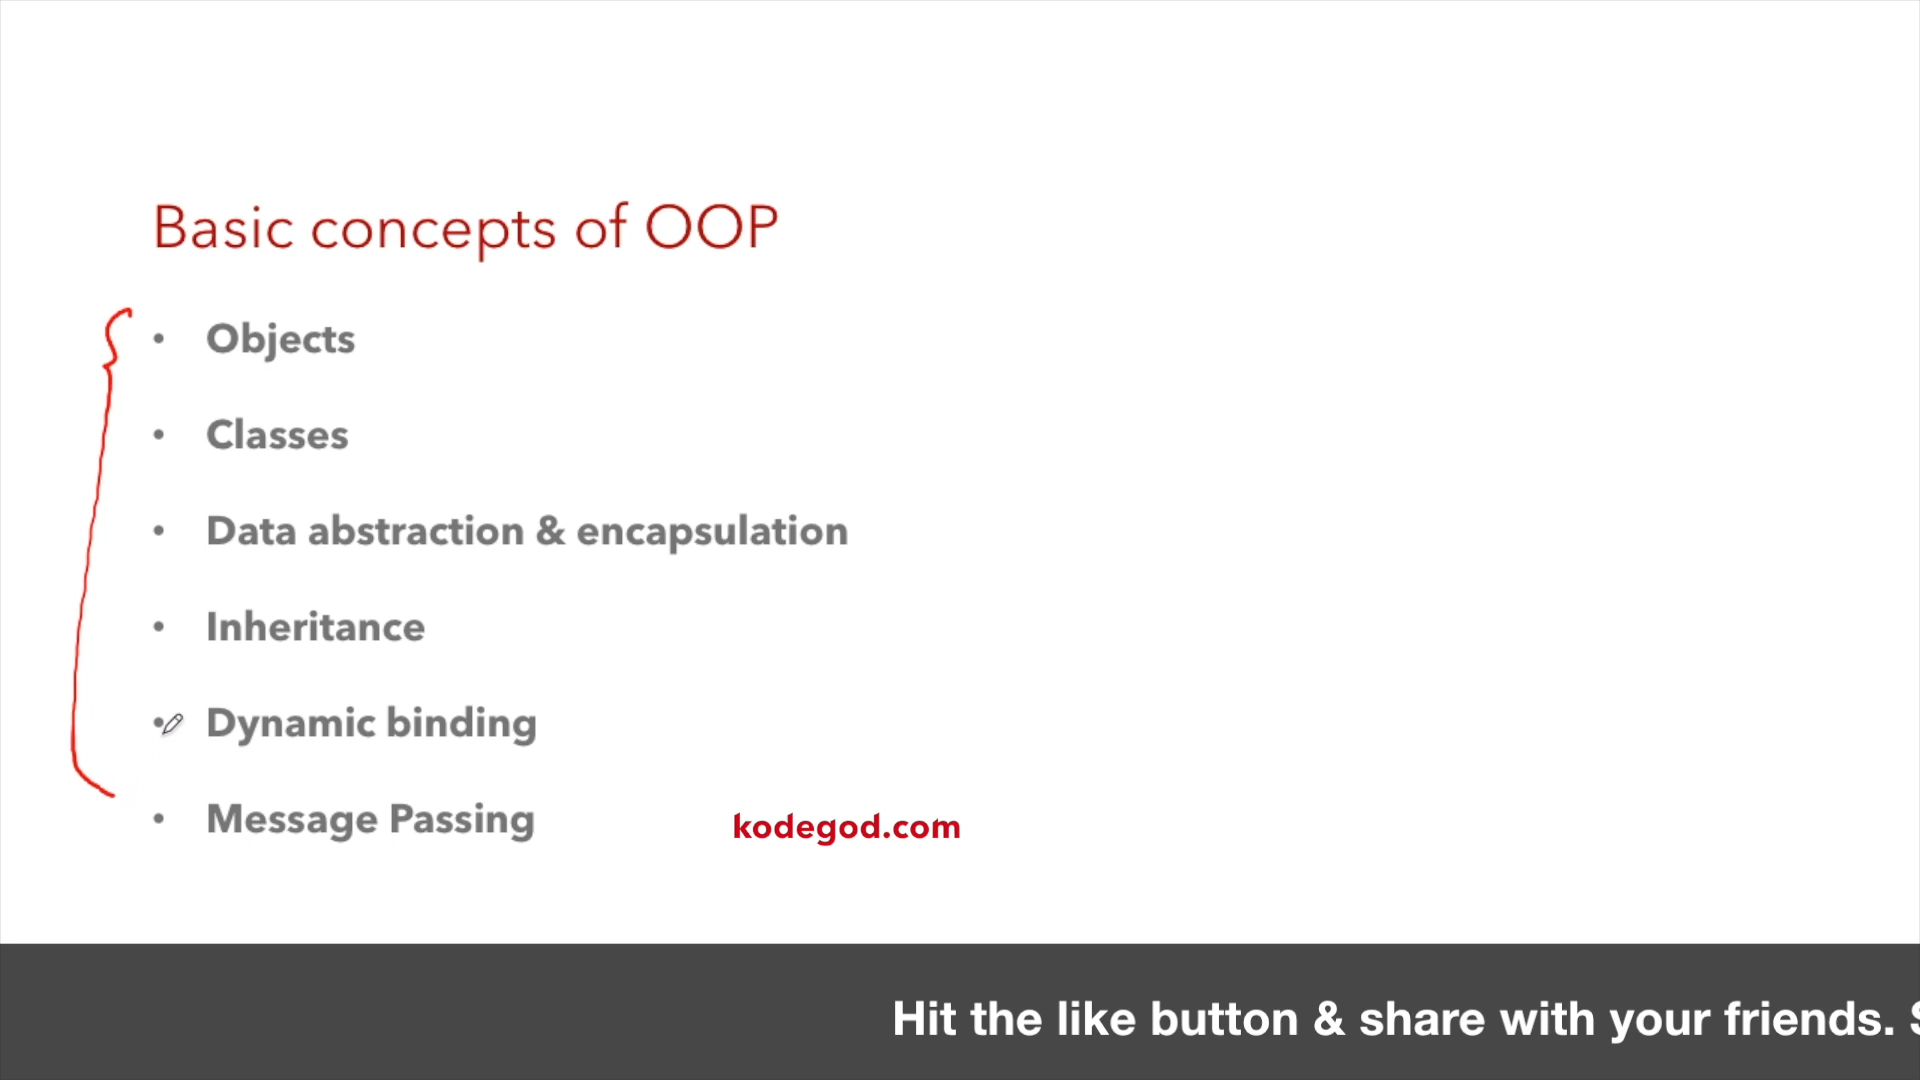 Basic concepts of OOP
• Objects
• Classes
• Data abstraction & encapsulation
• Inheritance
• Dynamic binding
• Message Passing
kodegod.com
Hit the like button & share with your friends.